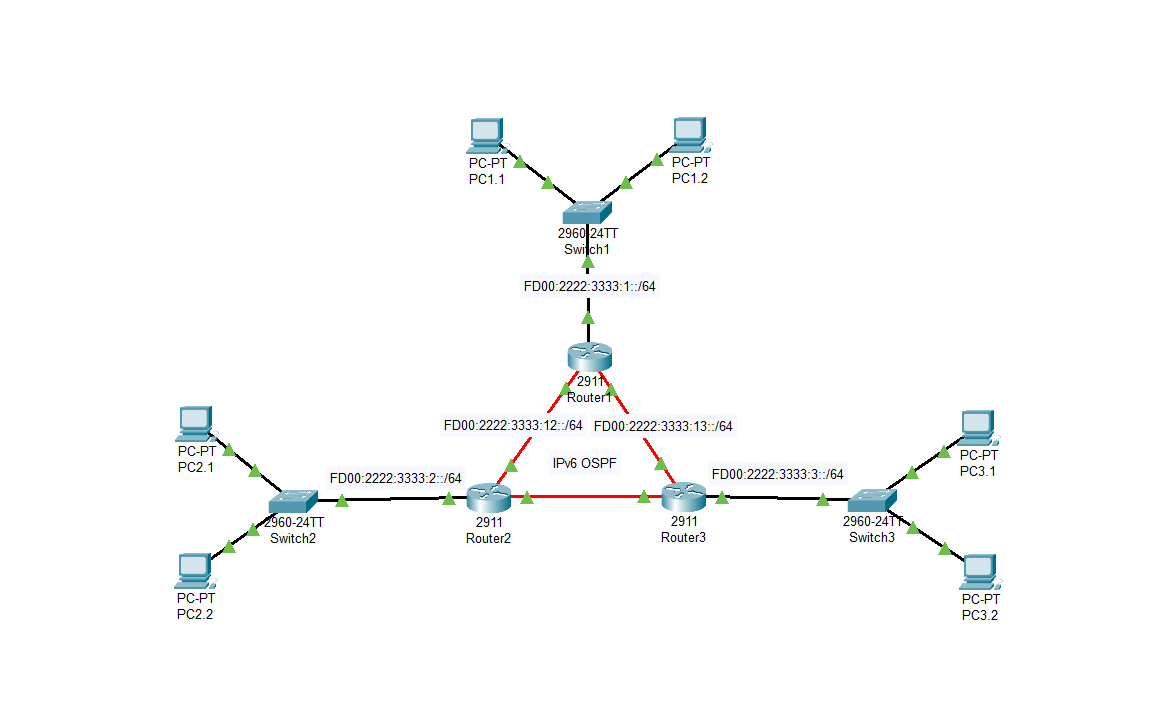 PC-PT
PC1.1
PC-PT
PC1.2
2960-24TT
Switch1
FD00:2222:3333:1::/64
2911
Router1
FD00:2222:3333:12::/64
FD00:2222:3333:13::/64
IPv6 OSPF
PC-PT
PC2.1
FD00:2222:3333:2::/64
FD00:2222:3333:3::/64
PC-PT
PC3.1
2960-24TT
Switch2
2911
Router2
2911
Router3
2960-24TT
Switch3
PC-PT
PC2.2
PC-PT
PC3.2